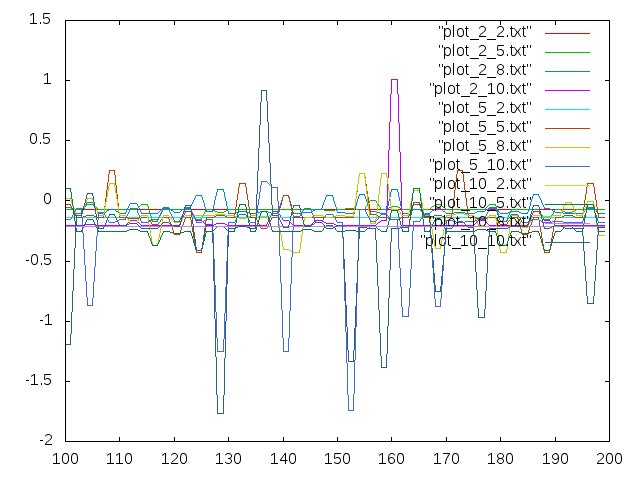 1.5
1
0.5
0
-0.5
-1
-1.5
-2
100 110 120 130 140 150 160 170 180 190 200
"plot_2_2.txt"
"plot_2_5.txt"
"plot_2_8.txt"
"plot_2_10.txt"
"plot_5_2.txt"
"plot_5_5.txt"
"plot_5_8.txt"
"plot_5_10.txt"
"plot_10_2.txt"
"plot_10_5.txt"
"plot_10_8.txt"
"plot_10_10.txt"